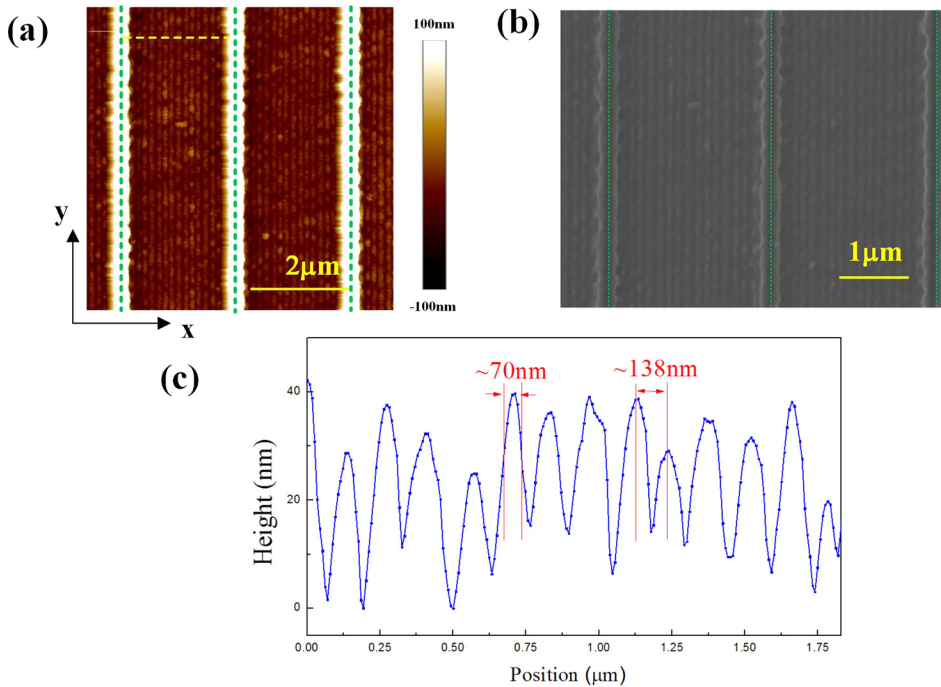 (a)
100nm
-100nm
2μm
y
x
(b)
1μm
(c)
~70nm
~138nm
Height (nm)
40
20
0
0.00 0.25 0.50 0.75 1.00 1.25 1.50 1.75
Position (μm)